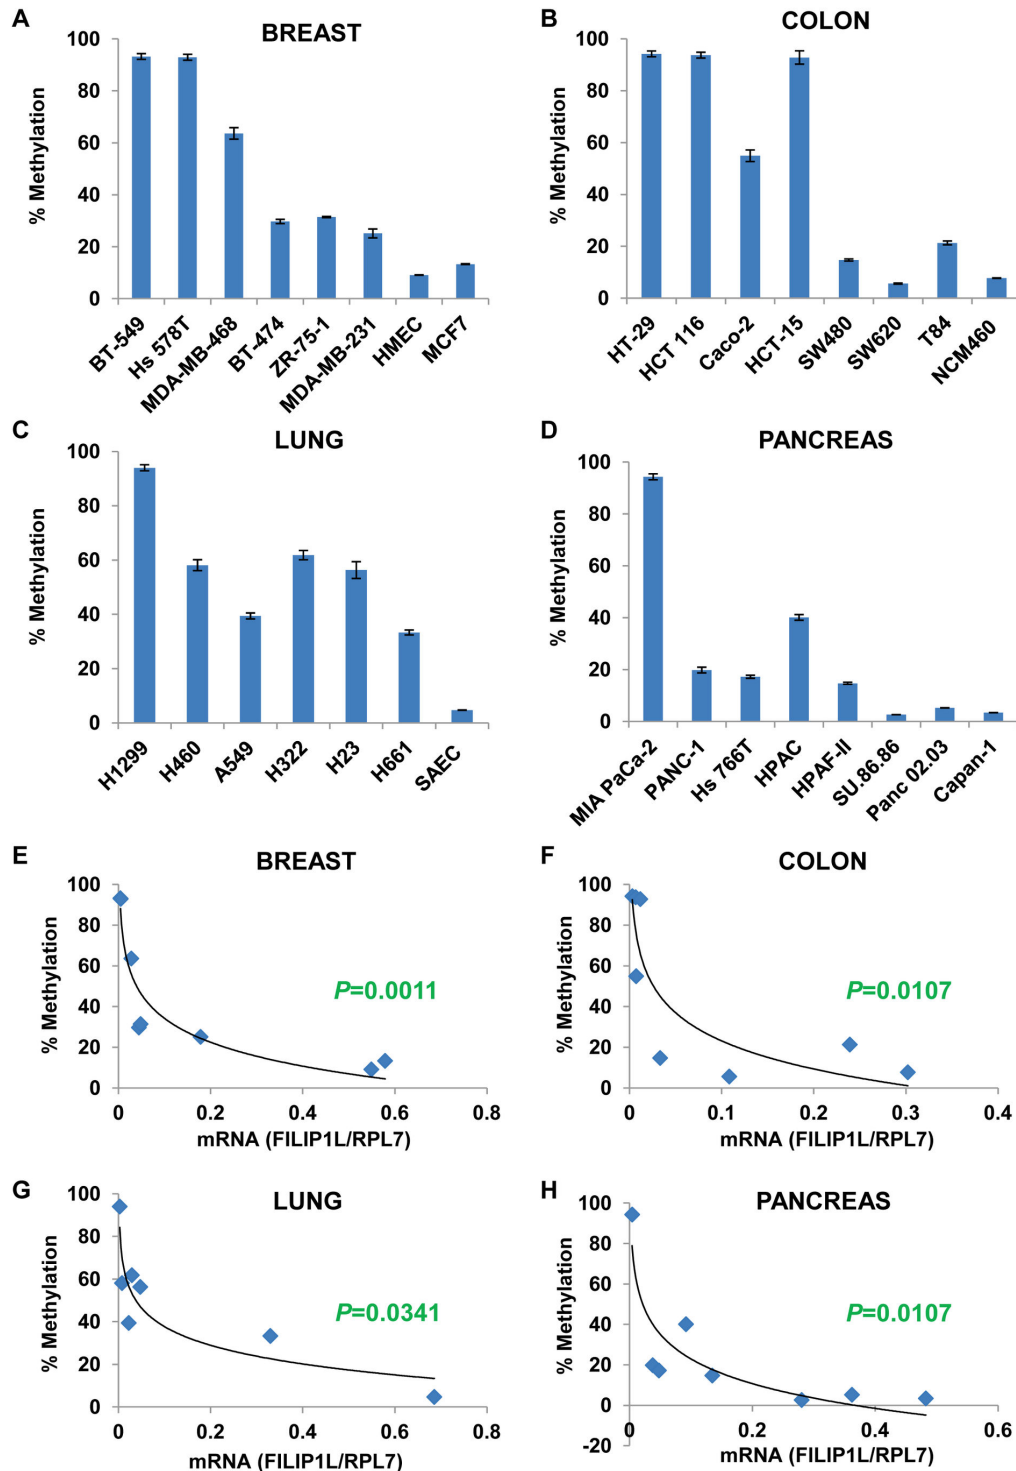 A
BREAST
% Methylation
100
80
60
40
20
0
BT-549
Hs 578T
MDA-MB-468
BT-474
ZR-75-1
MDA-MB-231
HMEC
MCF7
B
COLON
% Methylation
100
80
60
40
20
0
HT-29
HCT 116
Caco-2
HCT-15
SW480
SW620
T84
NCM460
C
LUNG
% Methylation
100
80
60
40
20
0
H1299
H460
A549
H322
H23
H661
SAEC
D
PANCREAS
% Methylation
100
80
60
40
20
0
MIA PaCa-2
PANC-1
Hs 766T
HPAC
HPAF-II
SU.86.86
Panc 02.03
Capan-1
E
BREAST
% Methylation
100
80
60
40
20
0
P=0.0011
0 0.2 0.4 0.6 0.8
mRNA (FILIP1L/RPL7)
F
COLON
% Methylation
100
80
60
40
20
0
P=0.0107
0 0.1 0.2 0.3 0.4
mRNA (FILIP1L/RPL7)
G
LUNG
% Methylation
100
80
60
40
20
0
P=0.0341
0 0.2 0.4 0.6 0.8
mRNA (FILIP1L/RPL7)
H
PANCREAS
% Methylation
100
80
60
40
20
0
-20
P=0.0107
0 0.2 0.4 0.6
mRNA (FILIP1L/RPL7)